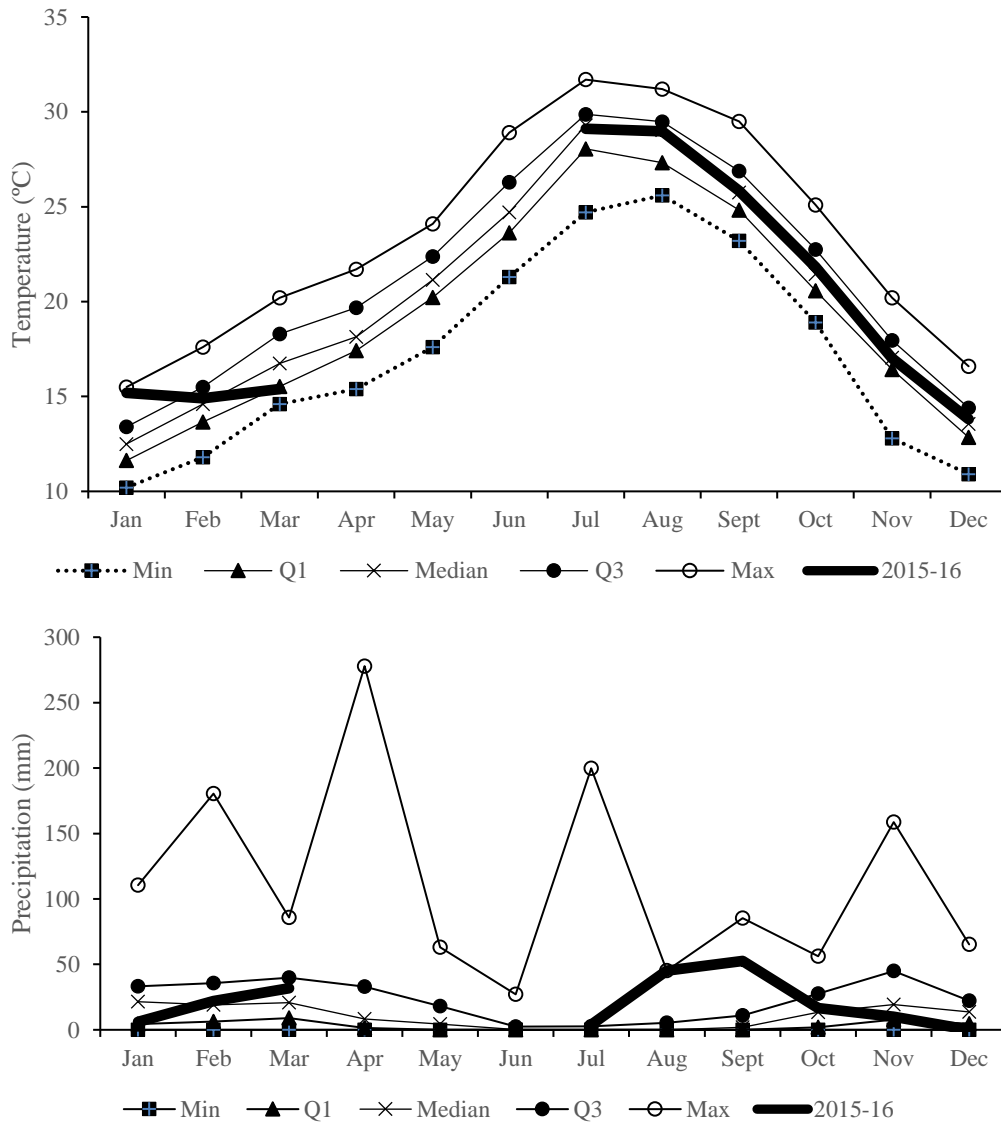 35
30
25
20
15
10
Temperature (ºC)
Jan Feb Mar Apr May Jun Jul Aug Sept Oct Nov Dec
Min Q1 Median Q3 Max 2015-16
300
250
200
150
100
50
0
Precipitation (mm)
Jan Feb Mar Apr May Jun Jul Aug Sept Oct Nov Dec
Min Q1 Median Q3 Max 2015-16